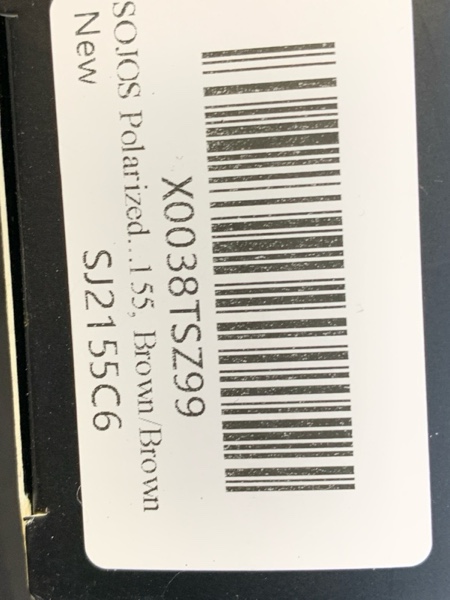 X0038TSZ99
SOJOS Polarized...155, Brown/Brown
New
SJ2155C6